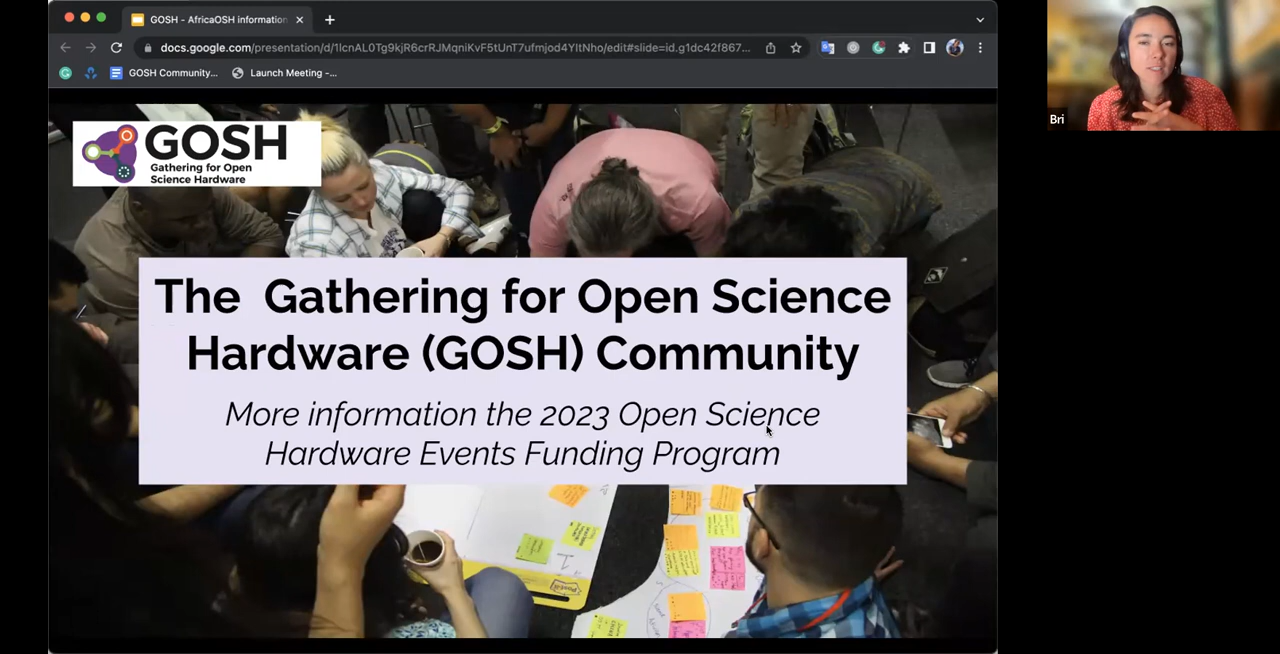 GOSH - AfricaOSH information
docs.google.com/presentation/d/1lcnAL0Tg9kjR6crRJMqniKvF5tUnT7ufmjod4YItNho/edit#slide=id.g1dc42f867...
GOSH Community...
Launch Meeting -...
Bri
GOSH
Gathering for Open
Science Hardware
The Gathering for Open Science
Hardware (GOSH) Community
More information the 2023 Open Science
Hardware Events Funding Program